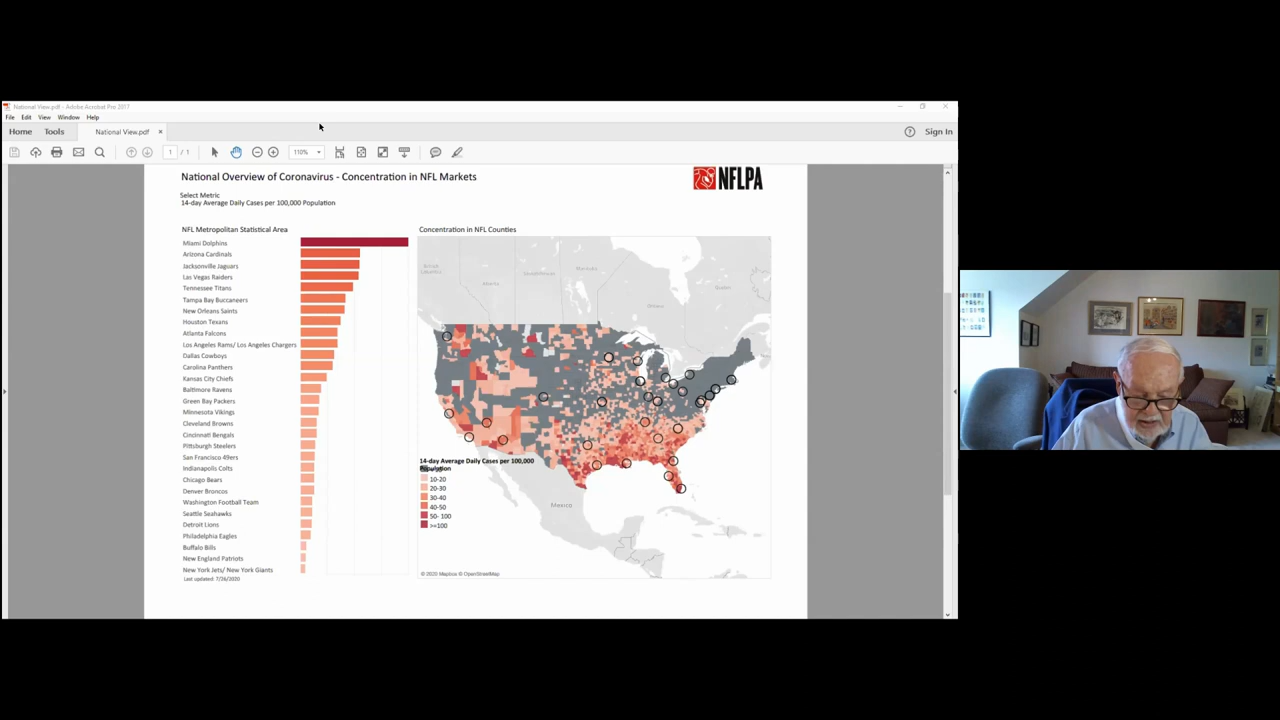 National View.pdf - Adobe Acrobat Pro 2017
File Edit View Window Help
Home Tools National View.pdf × Sign In
1 / 1 110%
National Overview of Coronavirus - Concentration in NFL Markets
NFLPA
Select Metric
14-day Average Daily Cases per 100,000 Population
NFL Metropolitan Statistical Area
Miami Dolphins
Arizona Cardinals
Jacksonville Jaguars
Las Vegas Raiders
Tennessee Titans
Tampa Bay Buccaneers
New Orleans Saints
Houston Texans
Atlanta Falcons
Los Angeles Rams/ Los Angeles Chargers
Dallas Cowboys
Carolina Panthers
Kansas City Chiefs
Baltimore Ravens
Green Bay Packers
Minnesota Vikings
Cleveland Browns
Cincinnati Bengals
Pittsburgh Steelers
San Francisco 49ers
Indianapolis Colts
Chicago Bears
Denver Broncos
Washington Football Team
Seattle Seahawks
Detroit Lions
Philadelphia Eagles
Buffalo Bills
New England Patriots
New York Jets/ New York Giants
Last updated: 7/26/2020
Concentration in NFL Counties
British
Columbia
Alberta
Manitoba
Ontario
Quebec
14-day Average Daily Cases per 100,000
Population
10-20
20-30
30-40
40-50
50- 100
>=100
Mexico
© 2020 Mapbox © OpenStreetMap